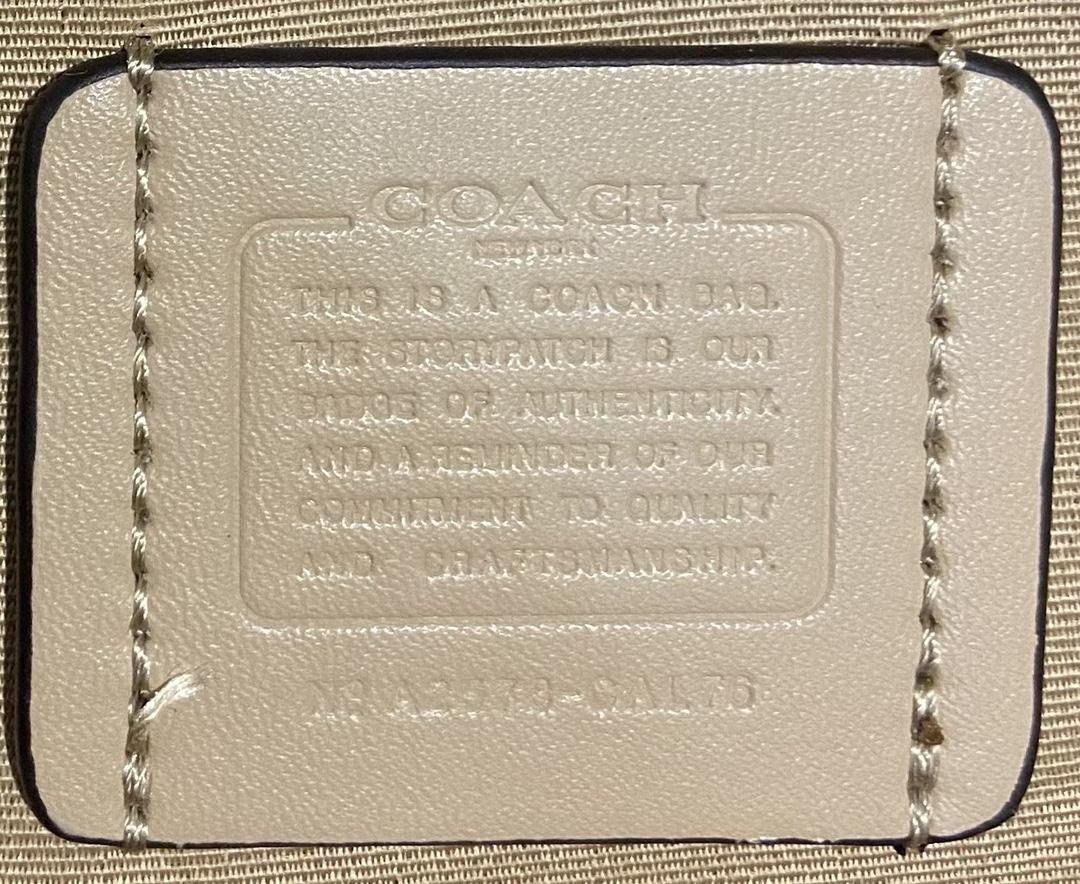 COACH
NEW YORK
THIS IS A COACH BAG.
THE STORYPATCH IS OUR
BADGE OF AUTHENTICITY.
AND A REMINDER OF OUR
COMMITMENT TO QUALITY
AND CRAFTSMANSHIP.